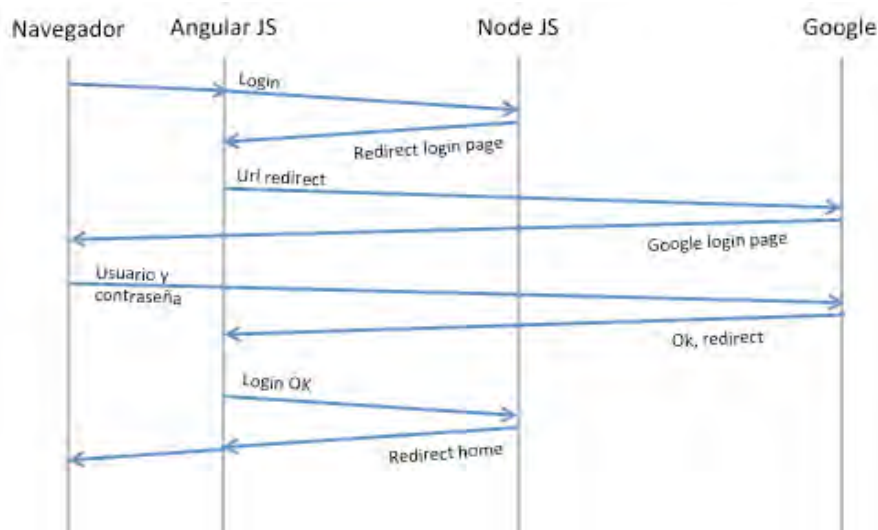 Navegador
Angular JS
Node JS
Google
Login
Redirect login page
Url redirect
Google login page
Usuario y
contraseña
Ok, redirect
Login OK
Redirect home